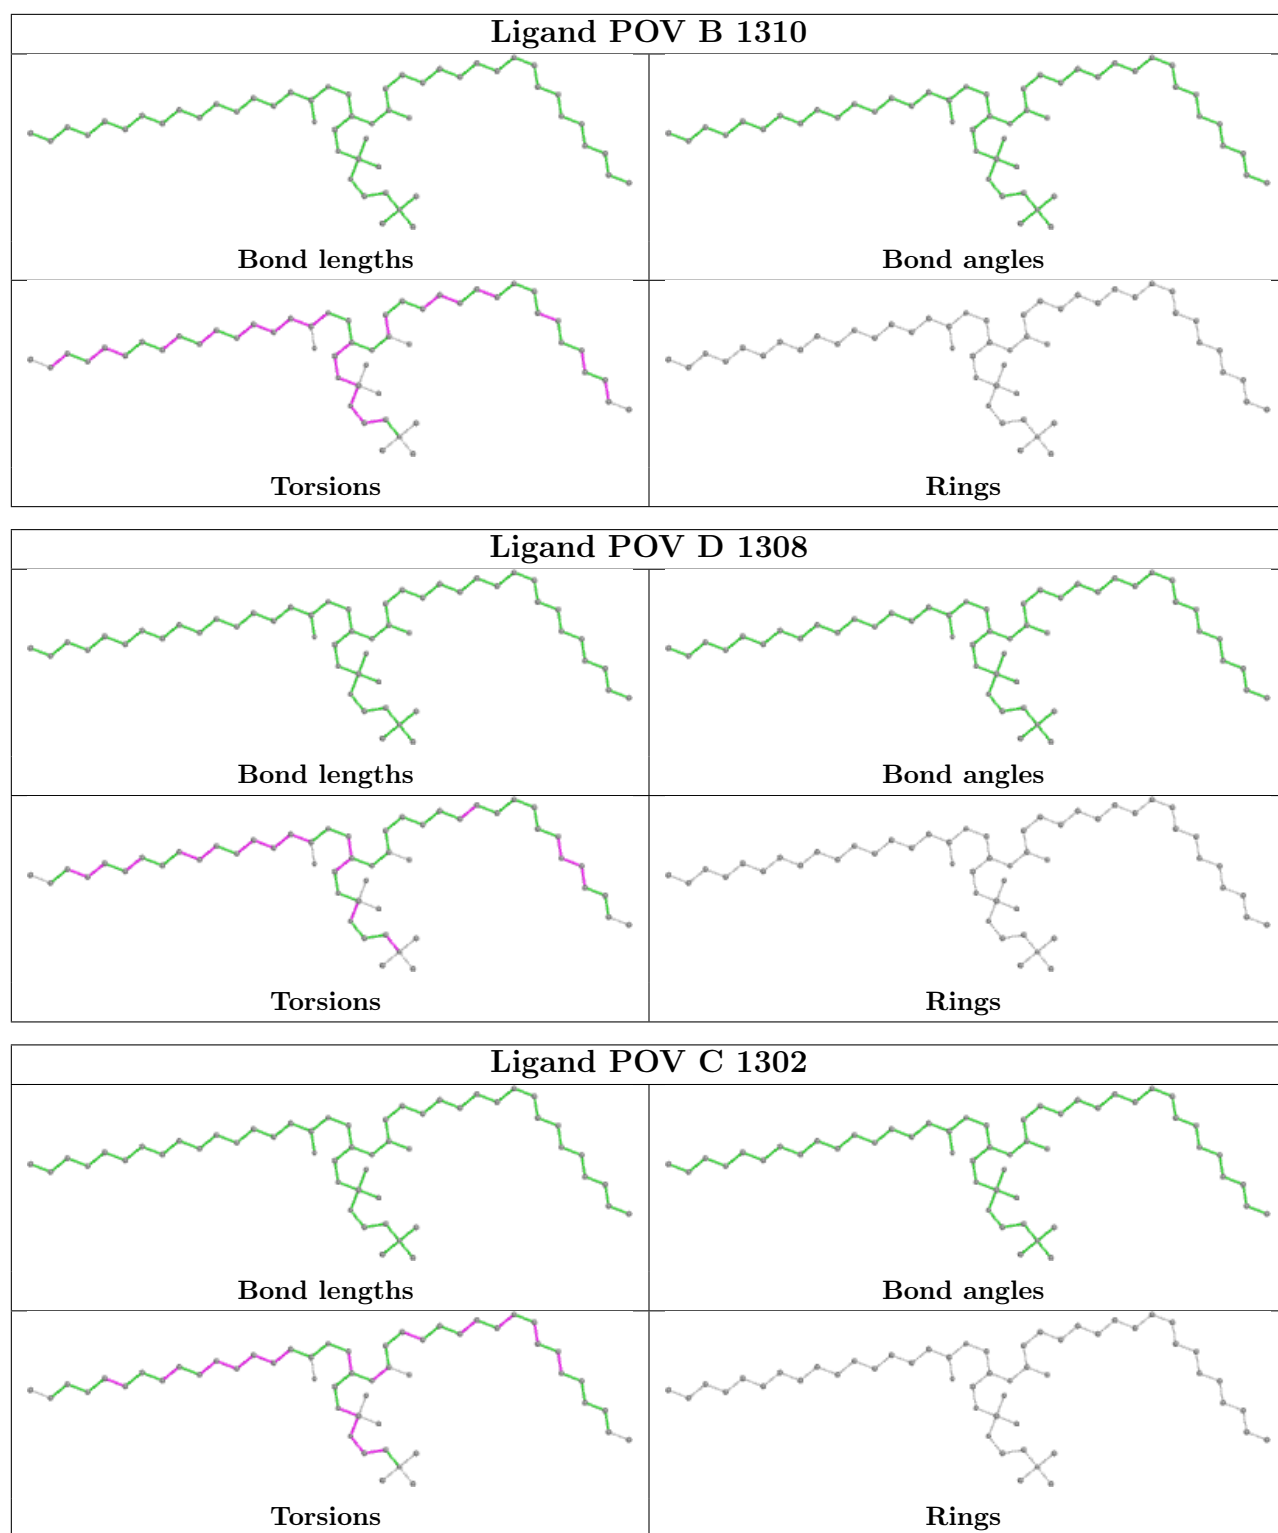 Ligand POV B 1310
Bond lengths
Bond angles
Torsions
Rings
Ligand POV D 1308
Bond lengths
Bond angles
Torsions
Rings
Ligand POV C 1302
Bond lengths
Bond angles
Torsions
Rings